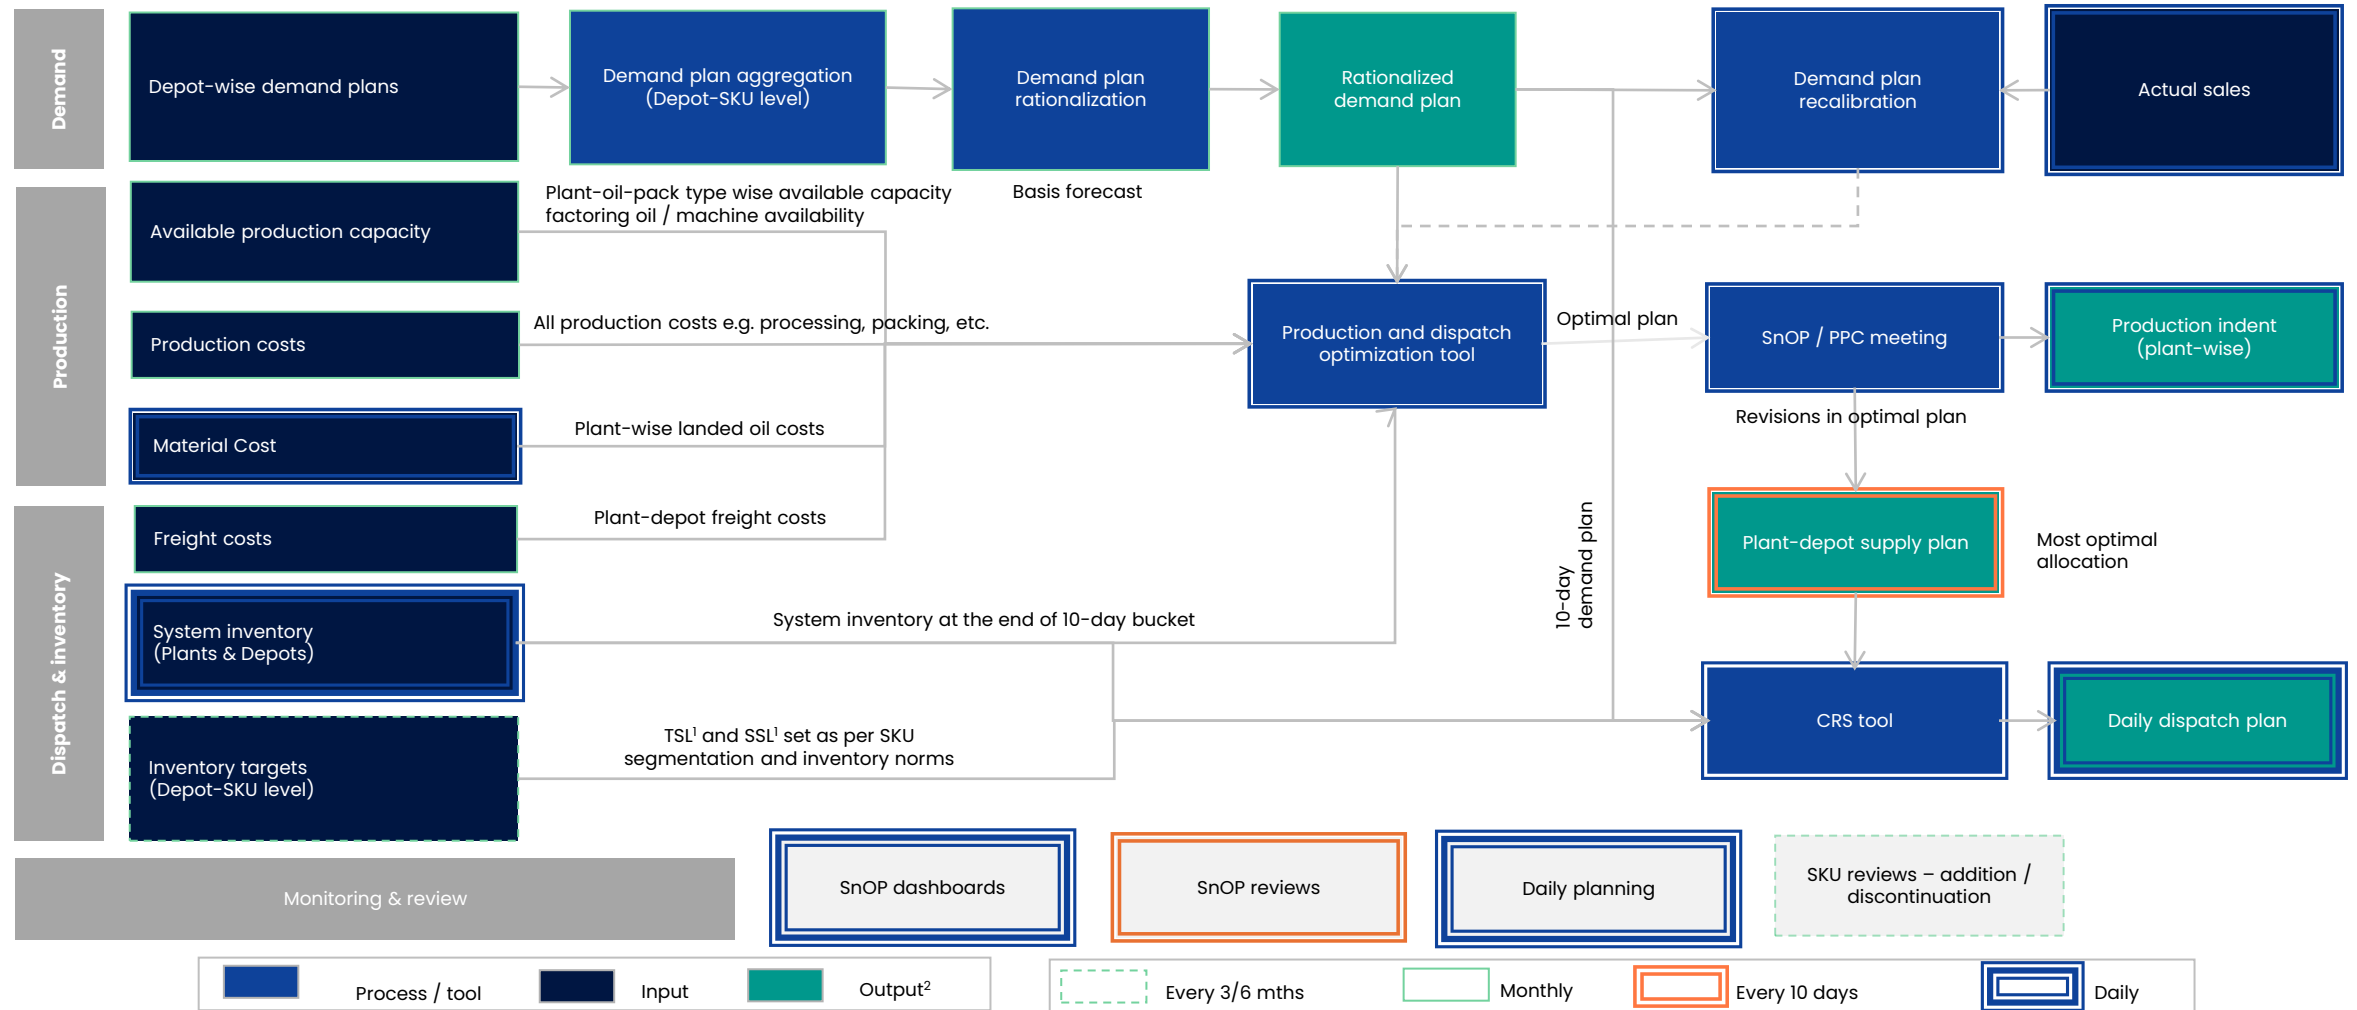 Demand
Depot-wise demand plans
Demand plan aggregation
(Depot-SKU level)
Demand plan
rationalization
Rationalized
demand plan
Demand plan
recalibration
Actual sales
Basis forecast
Production
Available production capacity
Plant-oil-pack type wise available capacity
factoring oil / machine availability
Production costs
All production costs e.g. processing, packing, etc.
Production and dispatch
optimization tool
Optimal plan
SnOP / PPC meeting
Production indent
(plant-wise)
Material Cost
Plant-wise landed oil costs
Revisions in optimal plan
Dispatch & inventory
Freight costs
Plant-depot freight costs
10-day
demand plan
Plant-depot supply plan
Most optimal
allocation
System inventory
(Plants & Depots)
System inventory at the end of 10-day bucket
Inventory targets
(Depot-SKU level)
TSL¹ and SSL¹ set as per SKU
segmentation and inventory norms
CRS tool
Daily dispatch plan
Monitoring & review
SnOP dashboards
SnOP reviews
Daily planning
SKU reviews – addition /
discontinuation
Process / tool
Input
Output²
Every 3/6 mths
Monthly
Every 10 days
Daily